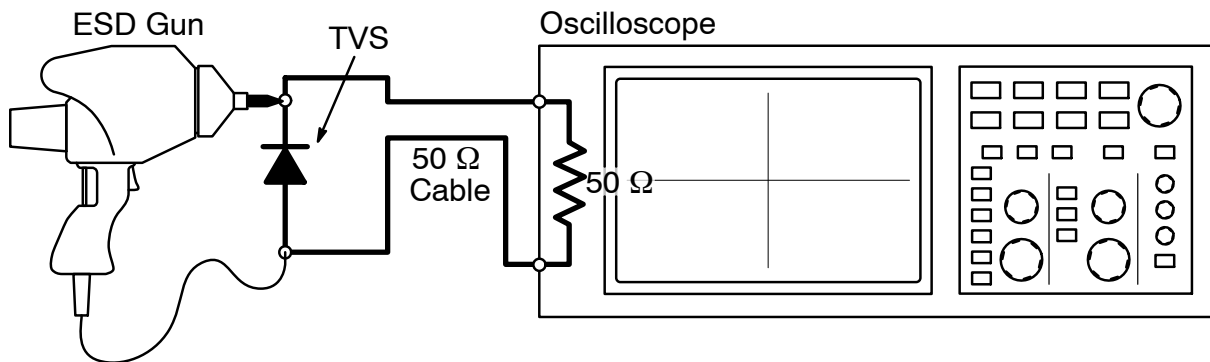 ESD Gun
TVS
Oscilloscope
50 Ω
Cable
50 Ω